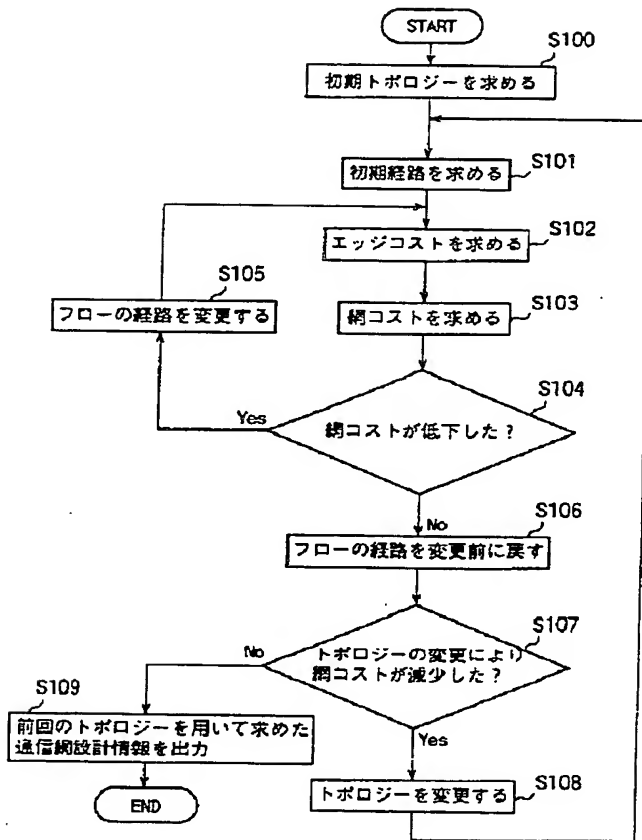 START
S100
初期トポロジーを求める
S101
初期経路を求める
S102
エッジコストを求める
S105
フローの経路を変更する
S103
網コストを求める
S104
Yes
網コストが低下した？
No
S106
フローの経路を変更前に戻す
S107
No
トポロジーの変更により
網コストが減少した？
S109
前回のトポロジーを用いて求めた
通信網設計情報を出力
Yes
S108
END
トポロジーを変更する